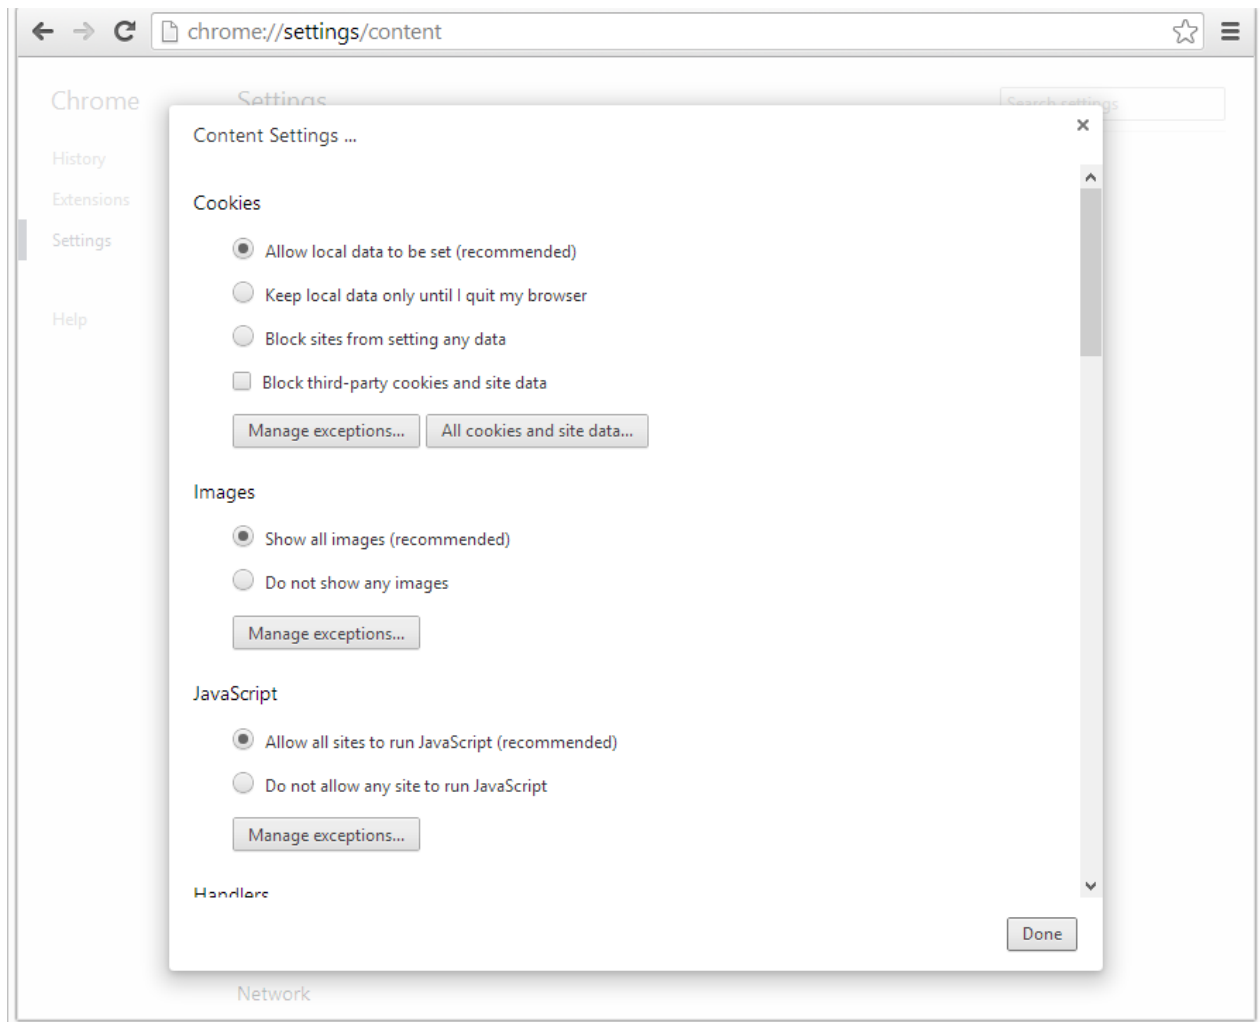 chrome://settings/content
Chrome
Settings
Search settings
History
Extensions
Settings
Help
Content Settings ...
Cookies
Allow local data to be set (recommended)
Keep local data only until I quit my browser
Block sites from setting any data
Block third-party cookies and site data
Manage exceptions... All cookies and site data...
Images
Show all images (recommended)
Do not show any images
Manage exceptions...
JavaScript
Allow all sites to run JavaScript (recommended)
Do not allow any site to run JavaScript
Manage exceptions...
Handlers
Done
Network